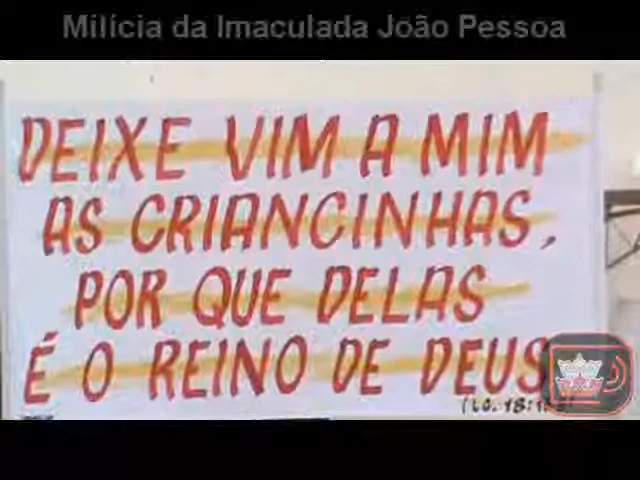 Milícia da Imaculada João Pessoa
DEIXE VIM A MIM
AS CRIANCINHAS,
POR QUE DELAS
É O REINO DE DEUS